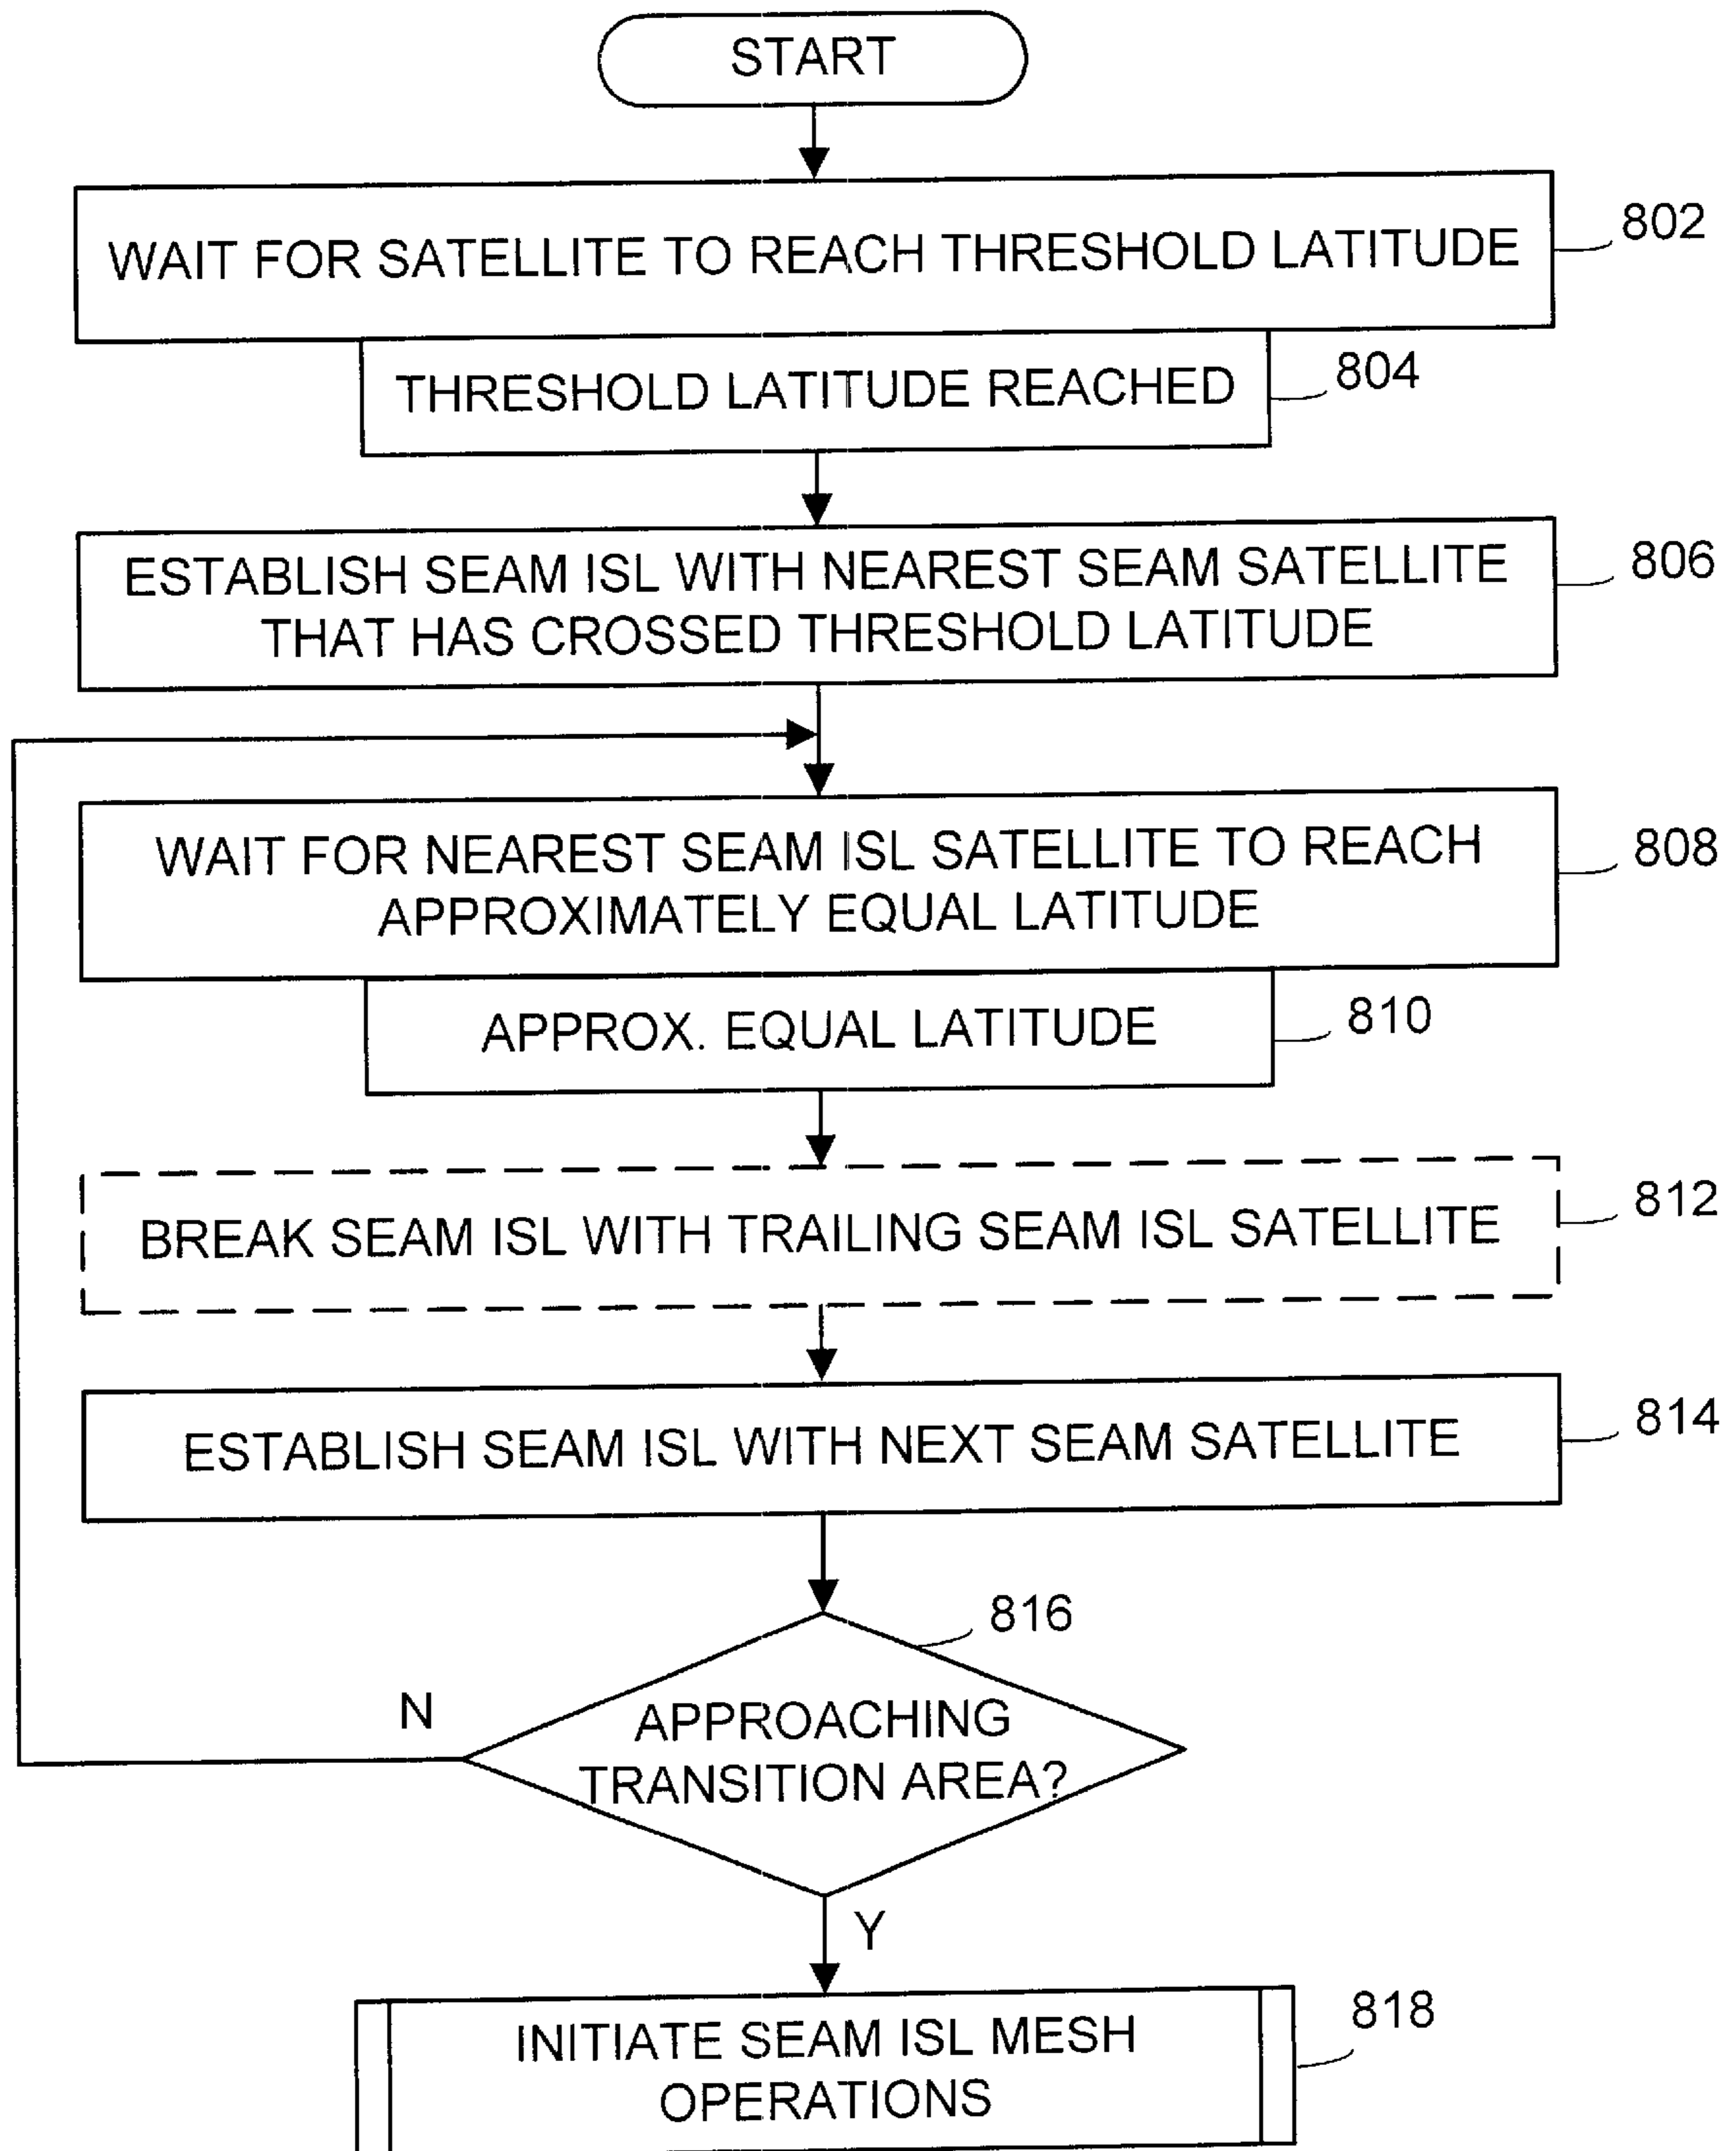 START
WAIT FOR SATELLITE TO REACH THRESHOLD LATITUDE
802
THRESHOLD LATITUDE REACHED
804
ESTABLISH SEAM ISL WITH NEAREST SEAM SATELLITE
THAT HAS CROSSED THRESHOLD LATITUDE
806
WAIT FOR NEAREST SEAM ISL SATELLITE TO REACH
APPROXIMATELY EQUAL LATITUDE
808
APPROX. EQUAL LATITUDE
810
BREAK SEAM ISL WITH TRAILING SEAM ISL SATELLITE
812
ESTABLISH SEAM ISL WITH NEXT SEAM SATELLITE
814
816
APPROACHING
TRANSITION AREA?
N
Y
INITIATE SEAM ISL MESH
OPERATIONS
818